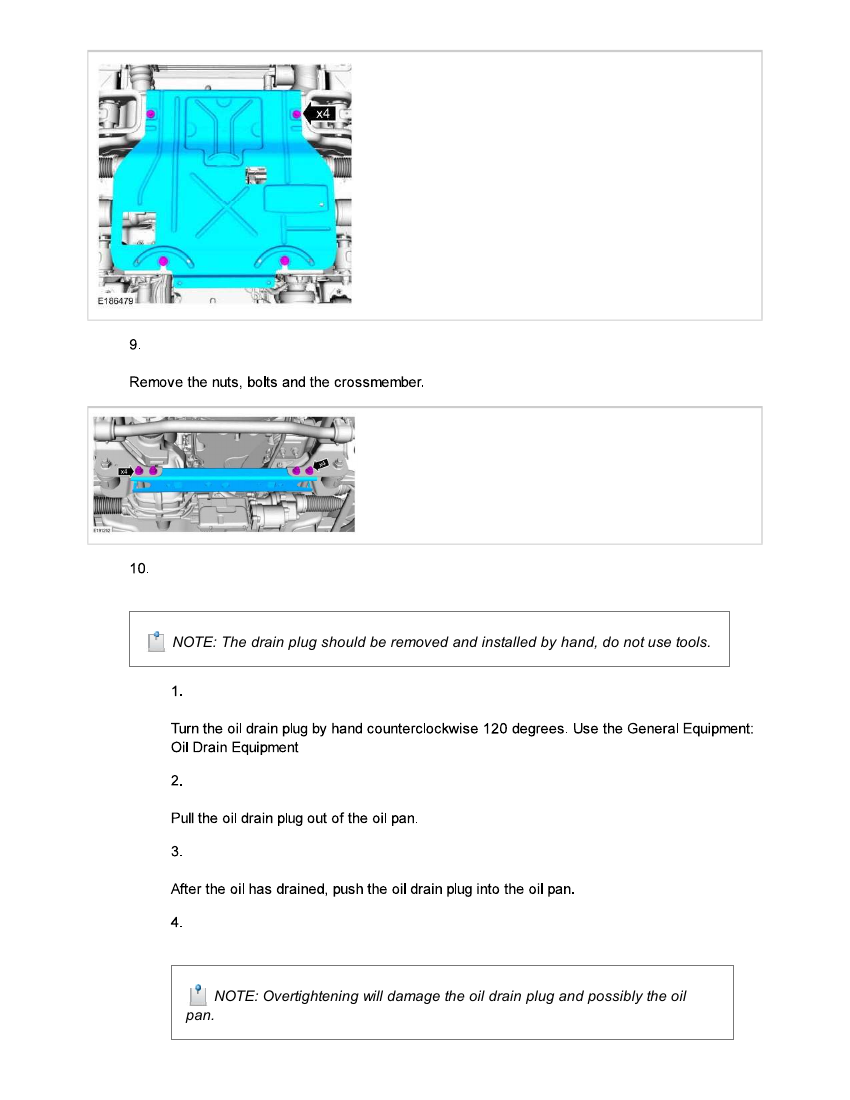 x4
E186479
9.
Remove the nuts, bolts and the crossmember.
x4
x4
E191252
10.
NOTE: The drain plug should be removed and installed by hand, do not use tools.
1.
Turn the oil drain plug by hand counterclockwise 120 degrees. Use the General Equipment:
Oil Drain Equipment
2.
Pull the oil drain plug out of the oil pan.
3.
After the oil has drained, push the oil drain plug into the oil pan.
4.
NOTE: Overtightening will damage the oil drain plug and possibly the oil
pan.